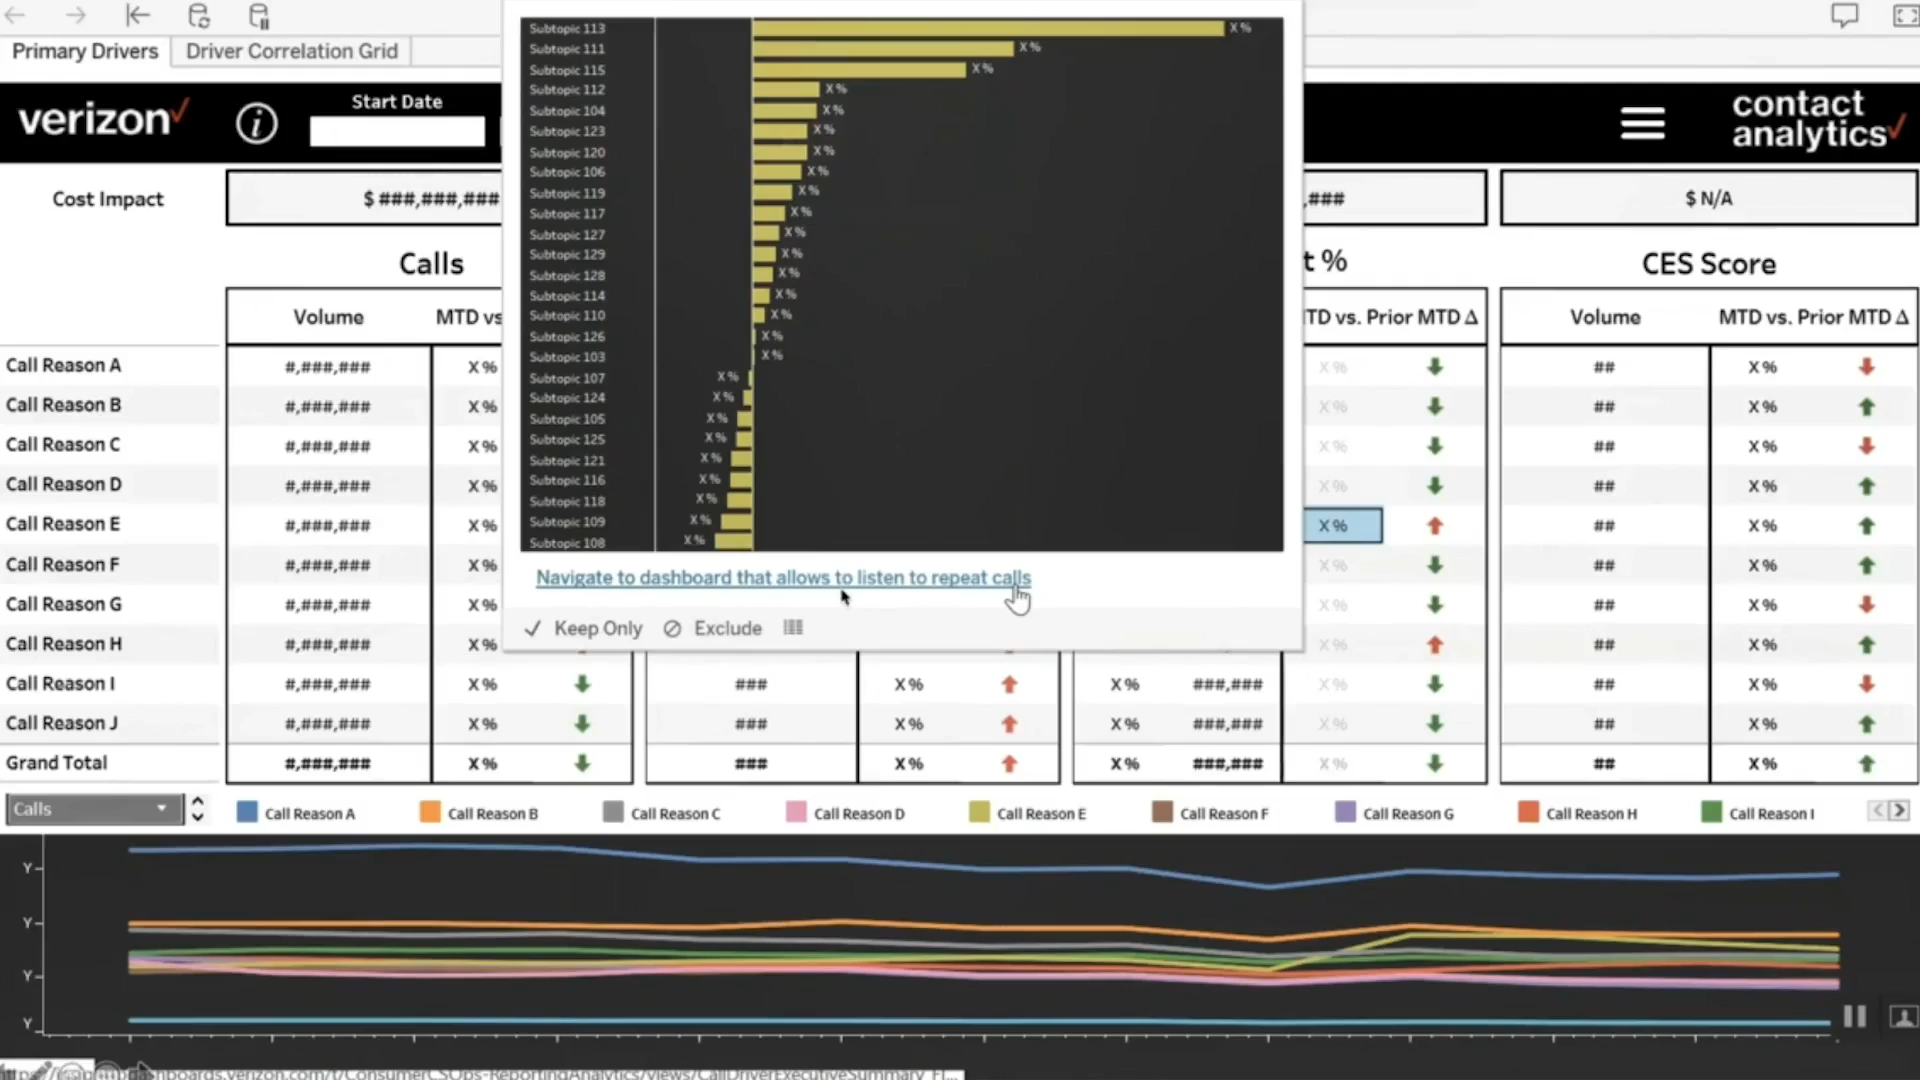 Primary Drivers
Driver Correlation Grid
verizon
i
Start Date
contact
analytics
Cost Impact
$ ###,###,###
,###
$ N/A
Calls
t %
CES Score
Volume
MTD vs
TD vs. Prior MTD Δ
Volume
MTD vs. Prior MTD Δ
Subtopic 113 X %
Subtopic 111 X %
Subtopic 115 X %
Subtopic 112 X %
Subtopic 104 X %
Subtopic 123 X %
Subtopic 120 X %
Subtopic 106 X %
Subtopic 119 X %
Subtopic 117 X %
Subtopic 127 X %
Subtopic 129 X %
Subtopic 128 X %
Subtopic 114 X %
Subtopic 110 X %
Subtopic 126 X %
Subtopic 103 X %
Subtopic 107 X %
Subtopic 124 X %
Subtopic 105 X %
Subtopic 125 X %
Subtopic 121 X %
Subtopic 116 X %
Subtopic 118 X %
Subtopic 109 X %
Subtopic 108 X %
Navigate to dashboard that allows to listen to repeat calls
Keep Only
Exclude
Call Reason A #,###,### X % X % ## X %
Call Reason B #,###,### X % X % ## X %
Call Reason C #,###,### X % X % ## X %
Call Reason D #,###,### X % X % ## X %
Call Reason E #,###,### X % X % ## X %
Call Reason F #,###,### X % X % ## X %
Call Reason G #,###,### X % X % ## X %
Call Reason H #,###,### X % X % ## X %
Call Reason I #,###,### X % ### X % X % ###,### X % ## X %
Call Reason J #,###,### X % ### X % X % ###,### X % ## X %
Grand Total #,###,### X % ### X % X % ###,### X % ## X %
Calls
Call Reason A
Call Reason B
Call Reason C
Call Reason D
Call Reason E
Call Reason F
Call Reason G
Call Reason H
Call Reason I
Y
Y
Y
Y
dashboards.verizon.com/t/ConsumerCSOps-ReportingAnalytics/views/CallDriverExecutiveSummary